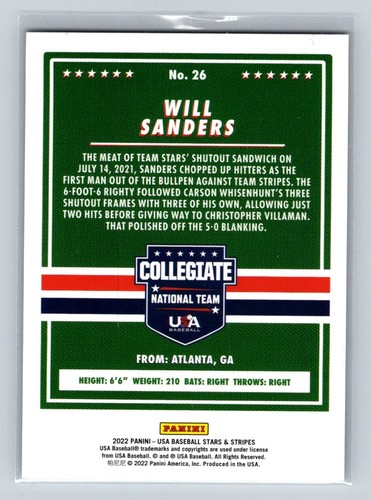 No. 26
WILL
SANDERS
THE MEAT OF TEAM STARS' SHUTOUT SANDWICH ON
JULY 14, 2021, SANDERS CHOPPED UP HITTERS AS THE
FIRST MAN OUT OF THE BULLPEN AGAINST TEAM STRIPES. THE
6-FOOT-6 RIGHTY FOLLOWED CARSON WHISENHUNT'S THREE
SHUTOUT FRAMES WITH THREE OF HIS OWN, ALLOWING JUST
TWO HITS BEFORE GIVING WAY TO CHRISTOPHER VILLAMAN.
THAT POLISHED OFF THE 5-0 BLANKING.
COLLEGIATE
NATIONAL TEAM
USA
BASEBALL
FROM: ATLANTA, GA
HEIGHT: 6'6" WEIGHT: 210 BATS: RIGHT THROWS: RIGHT
PANINI
2022 PANINI – USA BASEBALL STARS & STRIPES
USA Baseball® trademarks and copyrights are used under license
from USA Baseball. © and ® USA Baseball. All Rights Reserved.
帕尼尼 © 2022 Panini America, Inc. Produced in the USA.